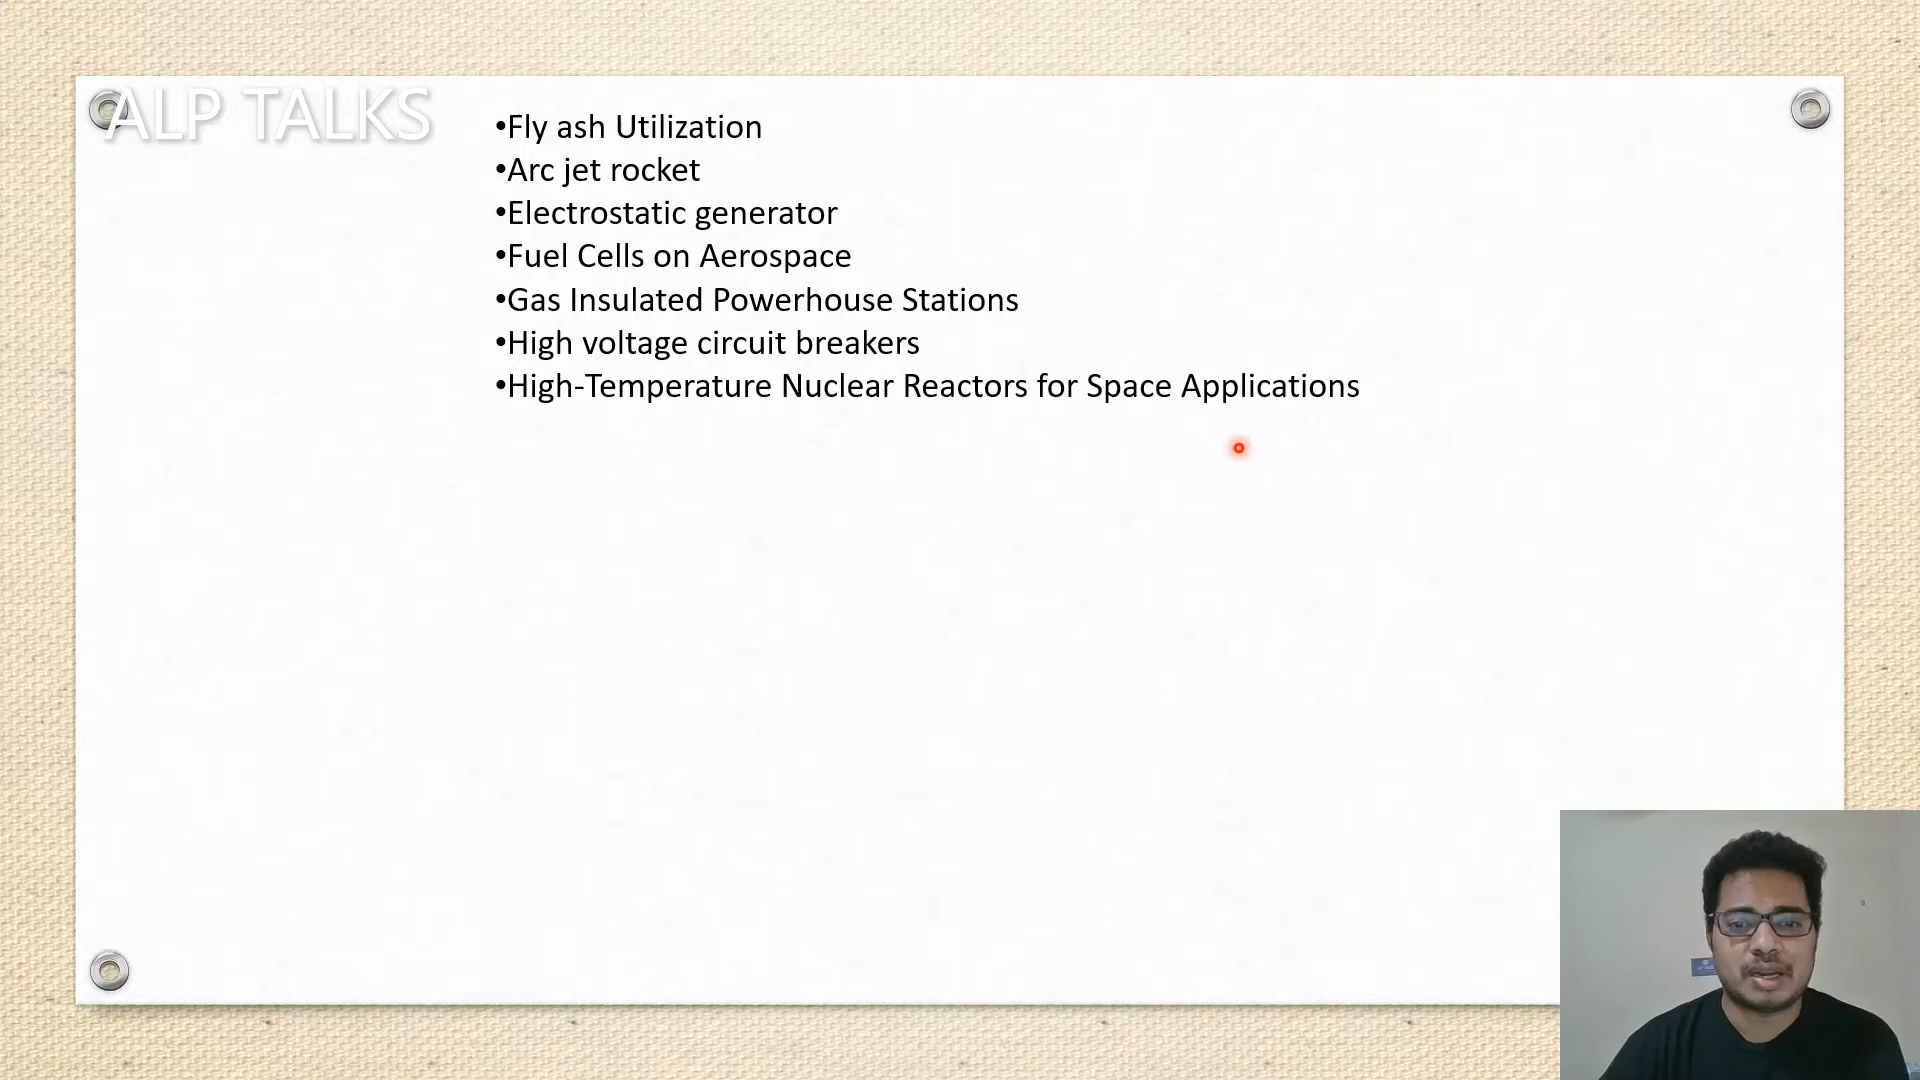 ALP TALKS
•Fly ash Utilization
•Arc jet rocket
•Electrostatic generator
•Fuel Cells on Aerospace
•Gas Insulated Powerhouse Stations
•High voltage circuit breakers
•High-Temperature Nuclear Reactors for Space Applications